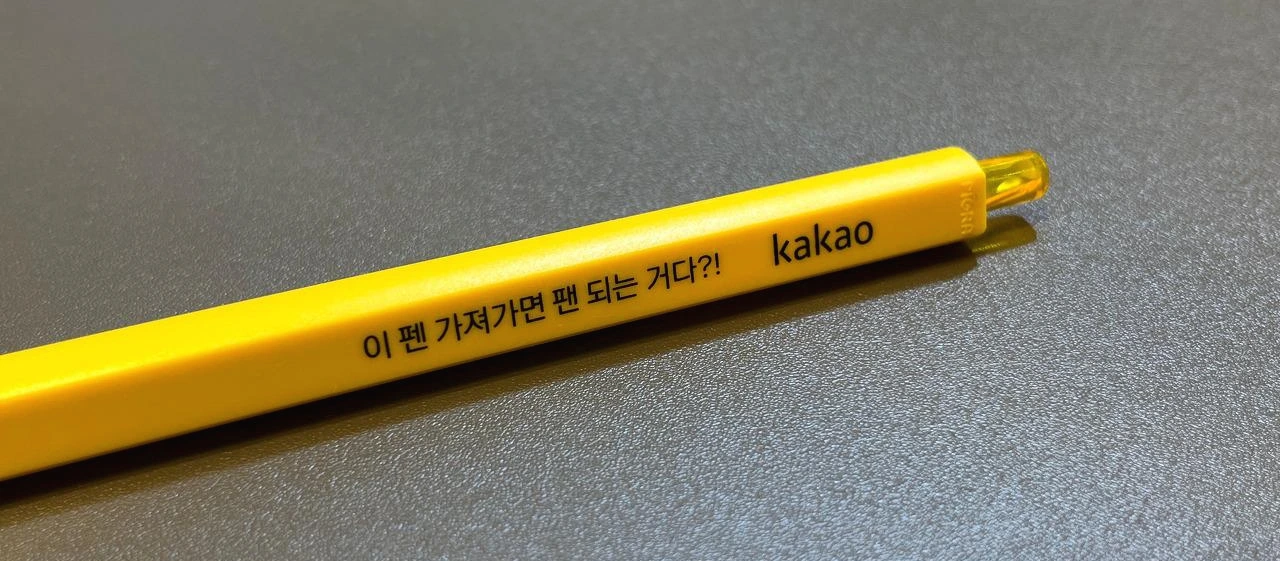 이 펜 가져가면 팬 되는 거다?! kakao